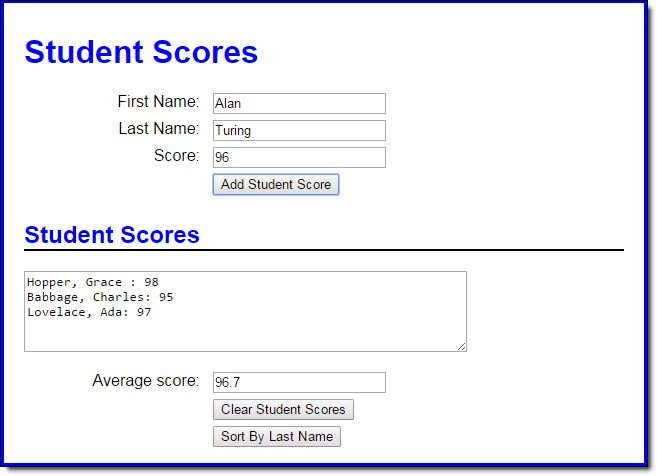 Student Scores
First Name: Alan
Last Name: Turing
Score: 96
Add Student Score
Student Scores
Hopper, Grace : 98
Babbage, Charles: 95
Lovelace, Ada: 97
Average score: 96.7
Clear Student Scores
Sort By Last Name